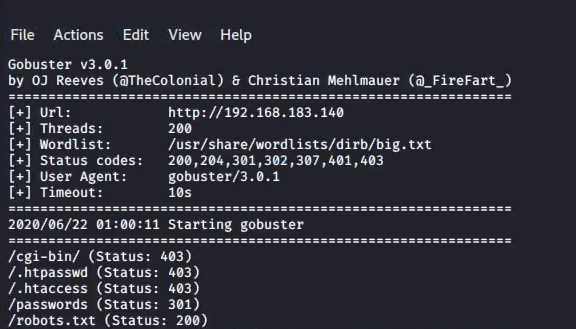 File Actions Edit View Help
Gobuster v3.0.1
by OJ Reeves (@TheColonial) & Christian Mehlmauer (@_FireFart_)
===============================================================
[+] Url:            http://192.168.183.140
[+] Threads:        200
[+] Wordlist:       /usr/share/wordlists/dirb/big.txt
[+] Status codes:   200,204,301,302,307,401,403
[+] User Agent:     gobuster/3.0.1
[+] Timeout:        10s
===============================================================
2020/06/22 01:00:11 Starting gobuster
===============================================================
/cgi-bin/ (Status: 403)
/.htpasswd (Status: 403)
/.htaccess (Status: 403)
/passwords (Status: 301)
/robots.txt (Status: 200)